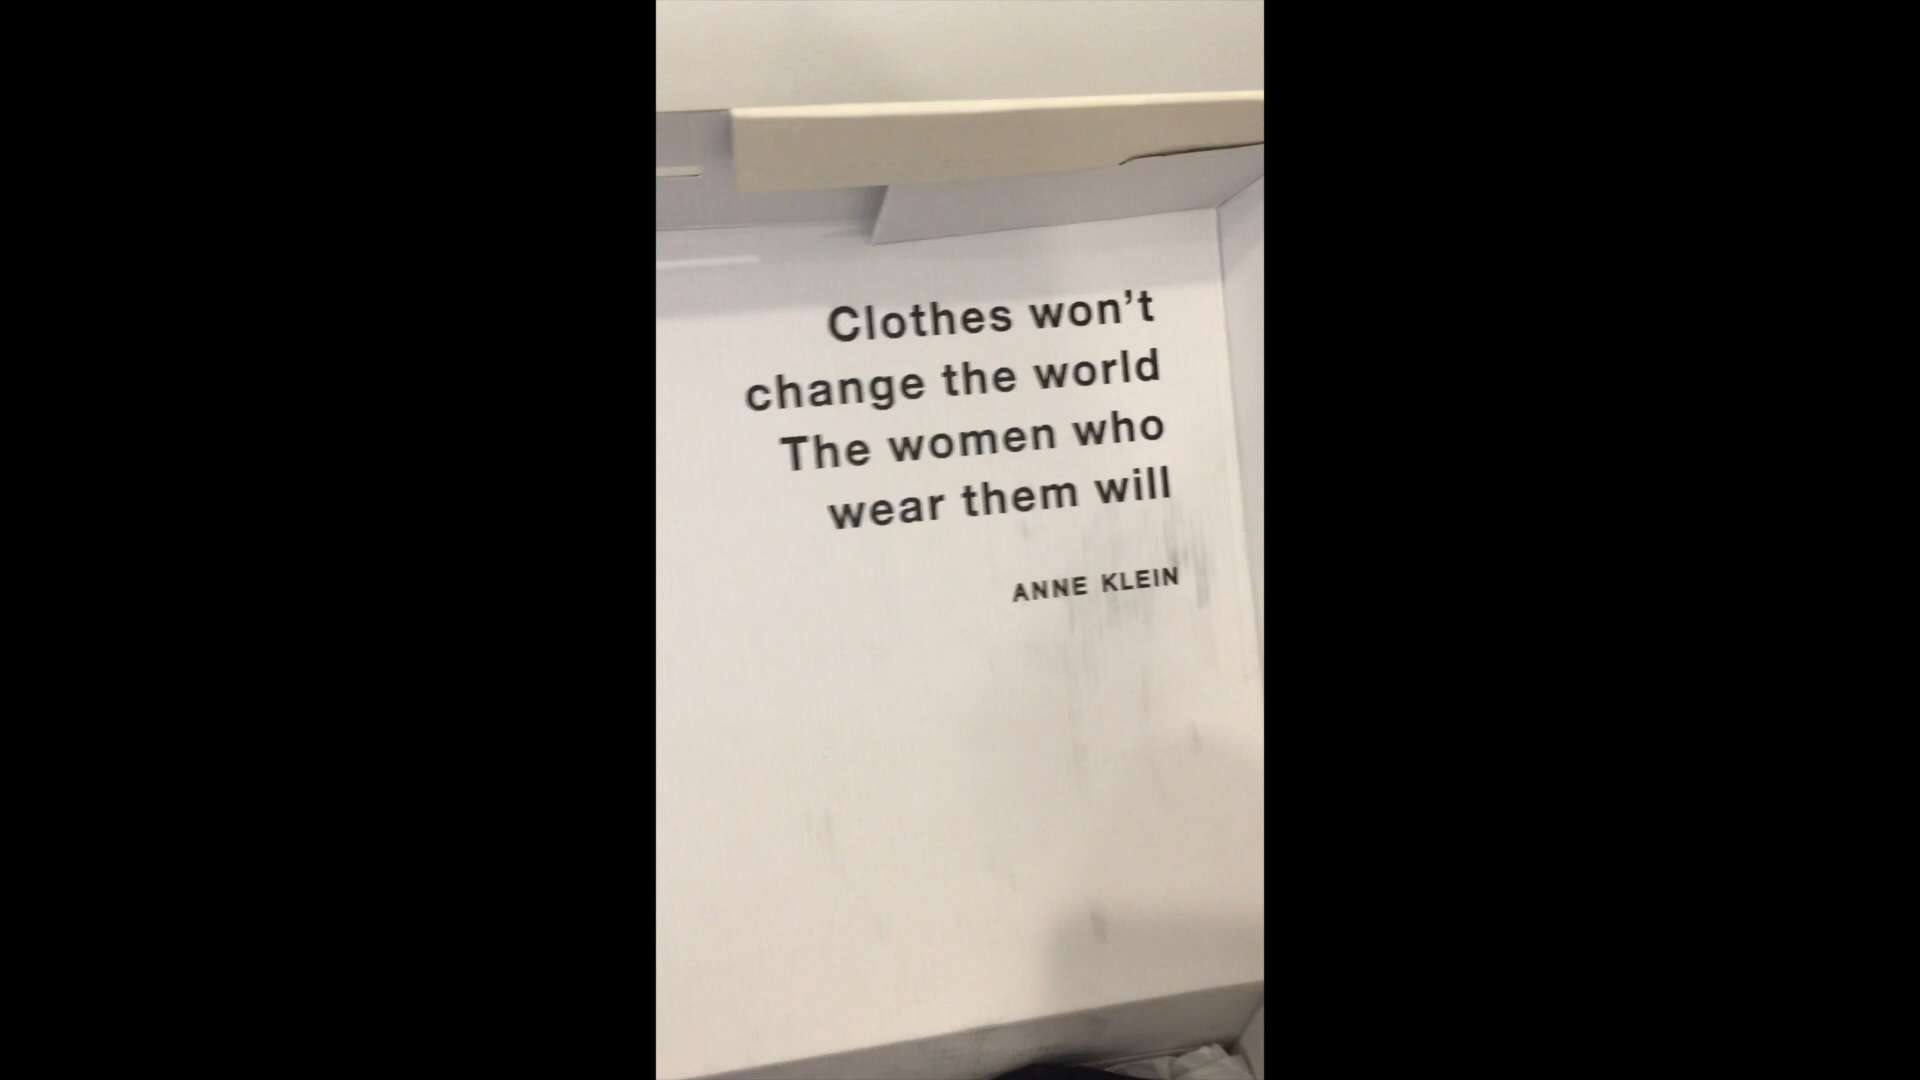 Clothes won’t
change the world
The women who
wear them will
ANNE KLEIN